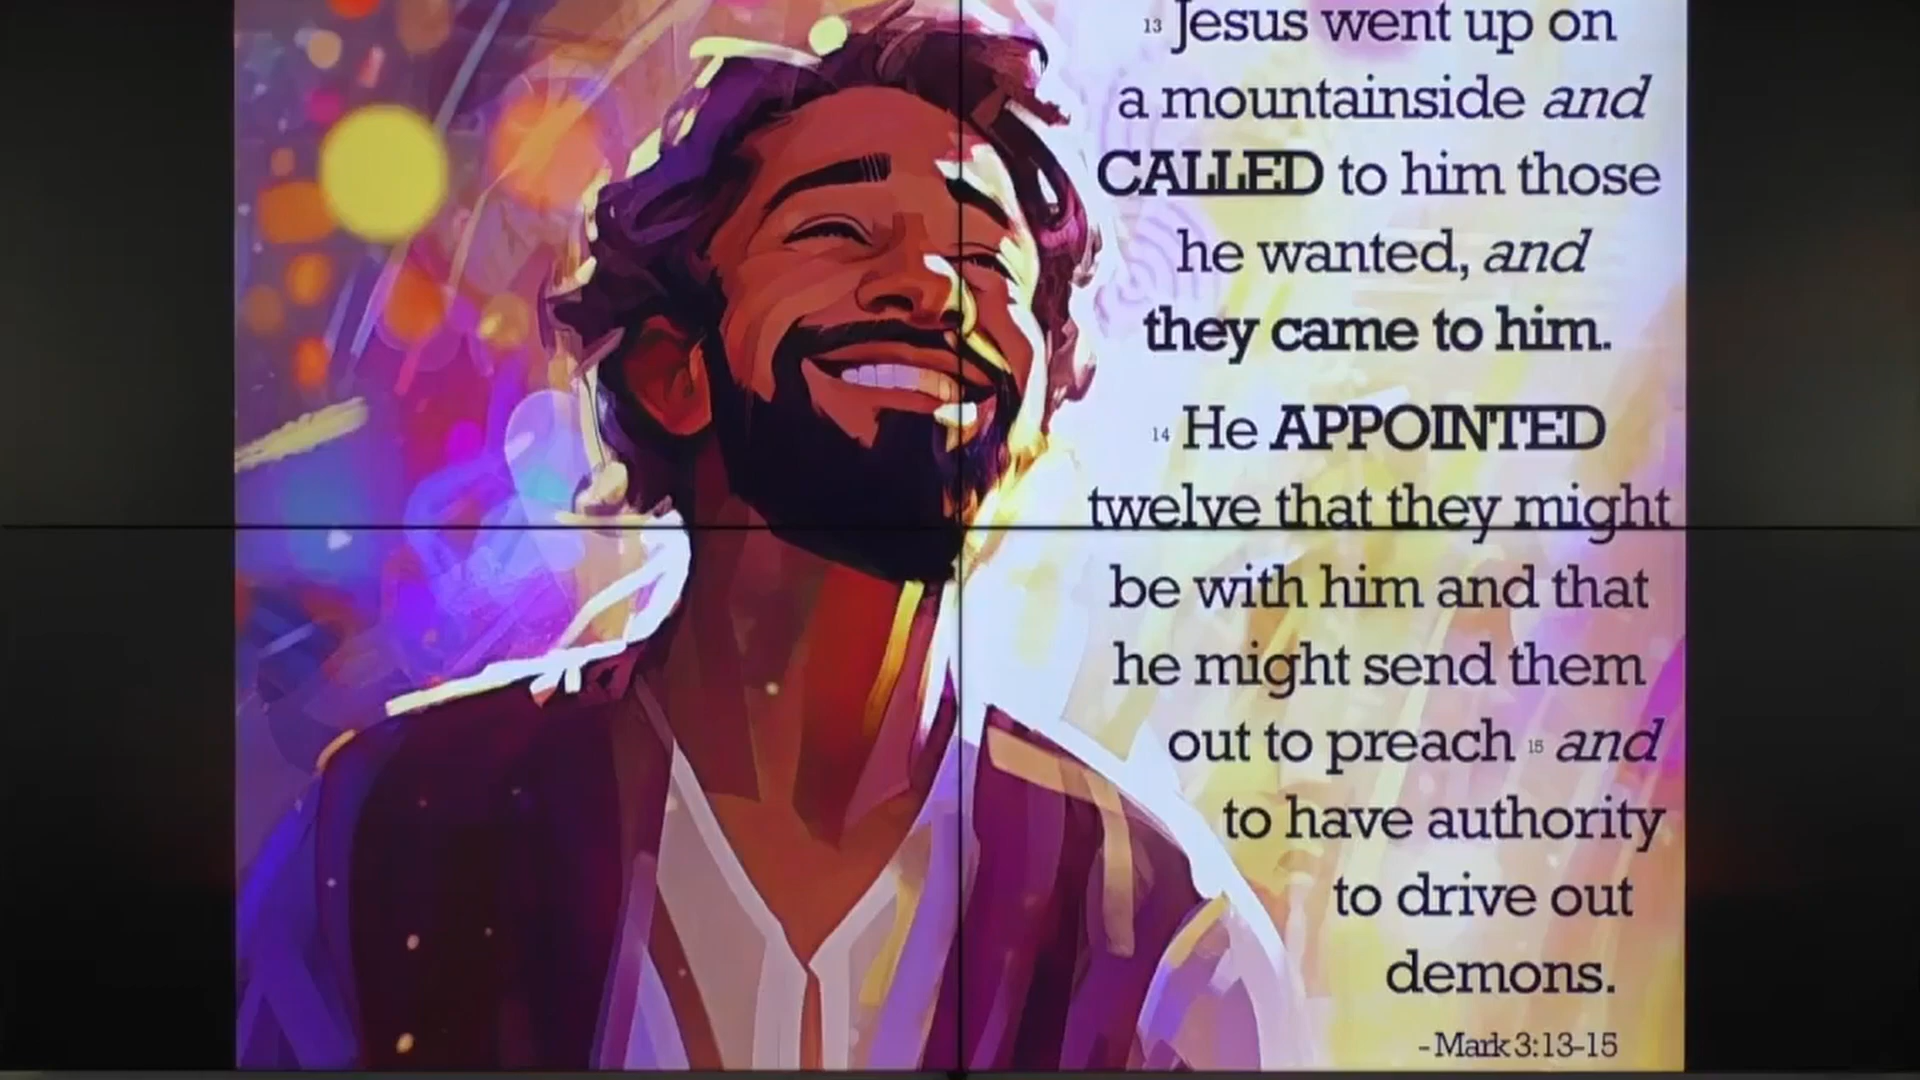 13 Jesus went up on
a mountainside and
CALLED to him those
he wanted, and
they came to him.
14 He APPOINTED
twelve that they might
be with him and that
he might send them
out to preach 15 and
to have authority
to drive out
demons.
- Mark 3:13-15